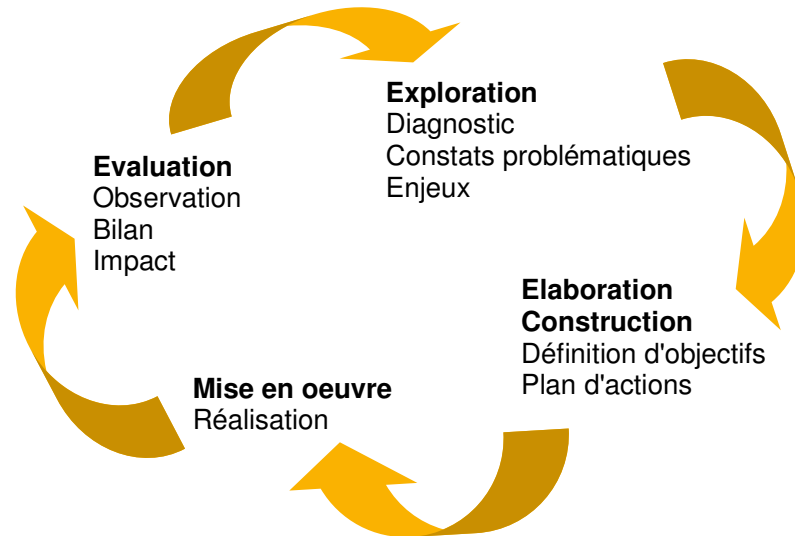 Exploration
Diagnostic
Constats problématiques
Enjeux
Elaboration
Construction
Définition d'objectifs
Plan d'actions
Mise en oeuvre
Réalisation
Evaluation
Observation
Bilan
Impact